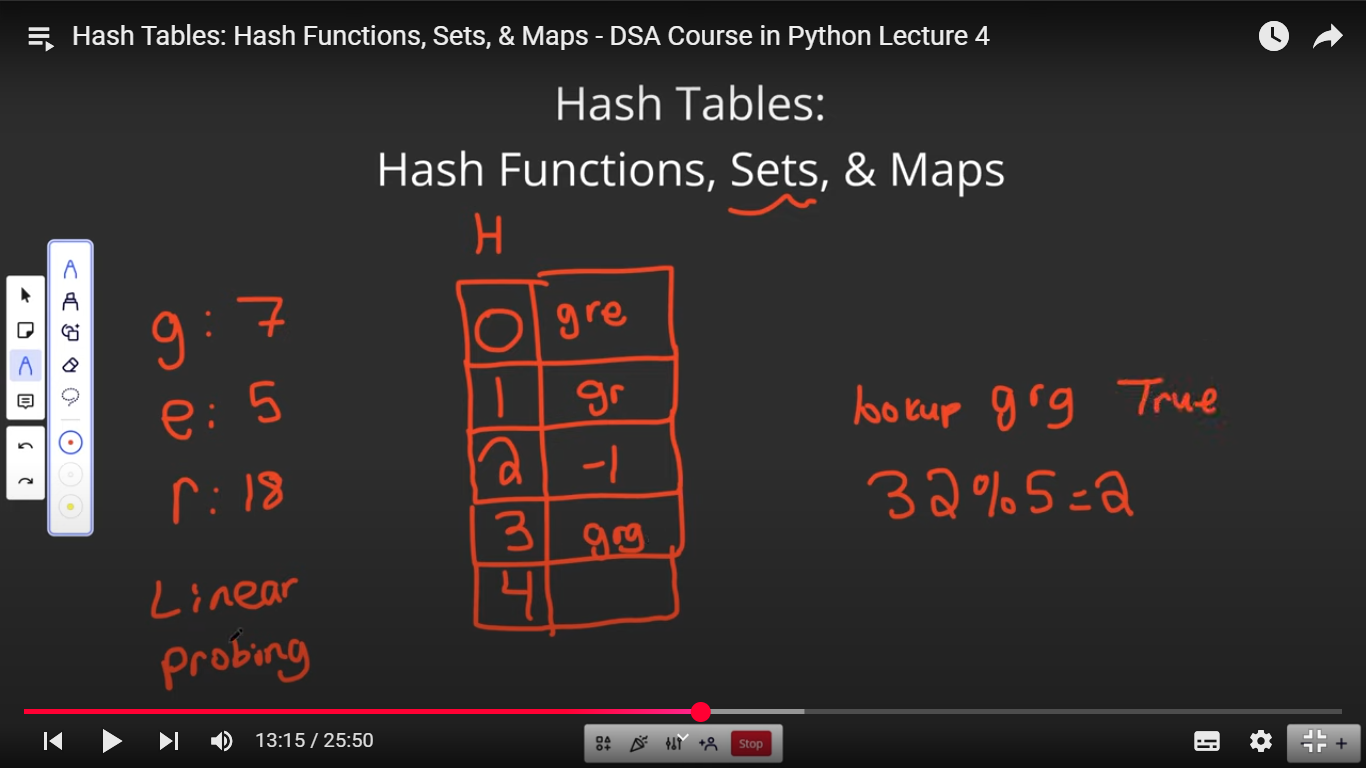 Hash Tables: Hash Functions, Sets, & Maps - DSA Course in Python Lecture 4
Hash Tables:
Hash Functions, Sets, & Maps
H
g: 7
e: 5
r: 18
Linear
probing
0 gre
1 gr
2 -1
3 grg
4
lookup grg True
32%5=2
13:15 / 25:50
Stop